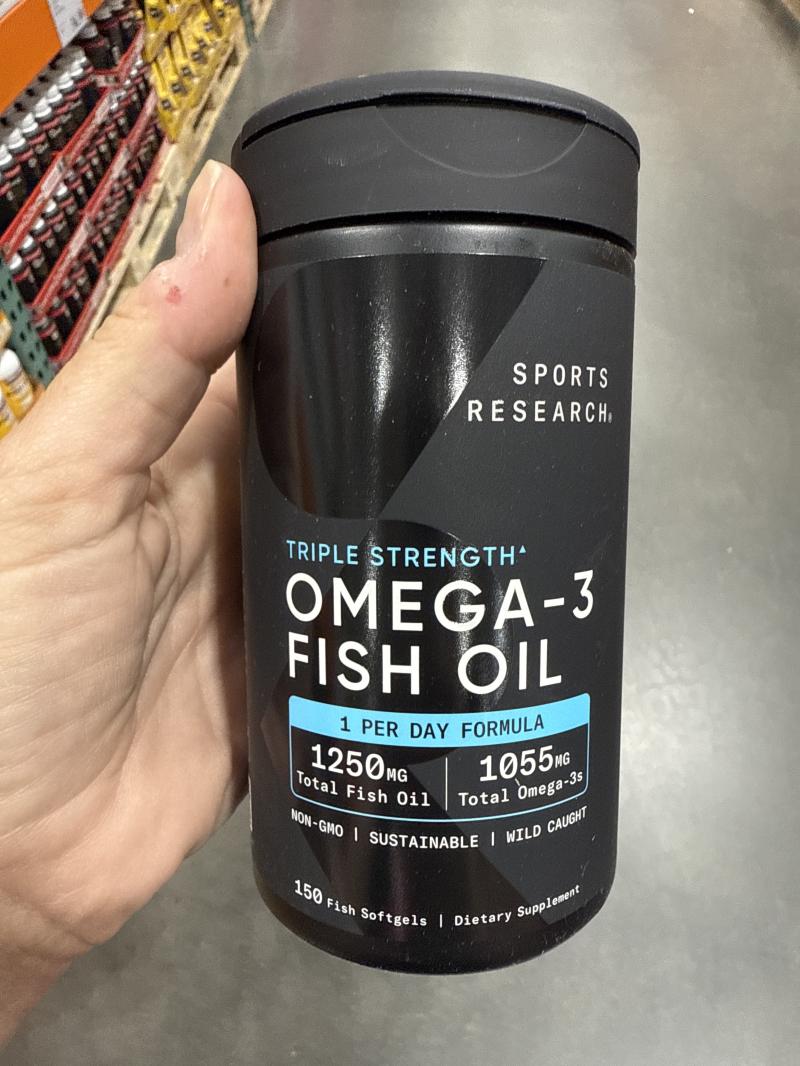 SPORTS
RESEARCH®
TRIPLE STRENGTH▲
OMEGA-3
FISH OIL
1 PER DAY FORMULA
1250MG
Total Fish Oil
1055MG
Total Omega-3s
NON-GMO | SUSTAINABLE | WILD CAUGHT
150 Fish Softgels | Dietary Supplement